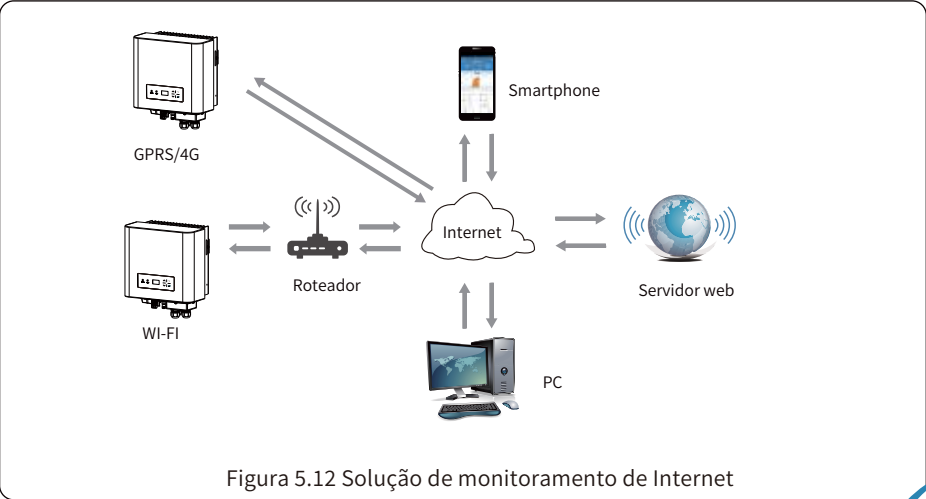 Smartphone
GPRS/4G
Internet
Roteador
Servidor web
WI-FI
PC
Figura 5.12 Solução de monitoramento de Internet